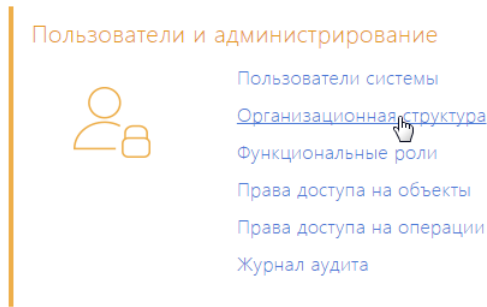 Пользователи и администрирование
Пользователи системы
Организационная структура
Функциональные роли
Права доступа на объекты
Права доступа на операции
Журнал аудита